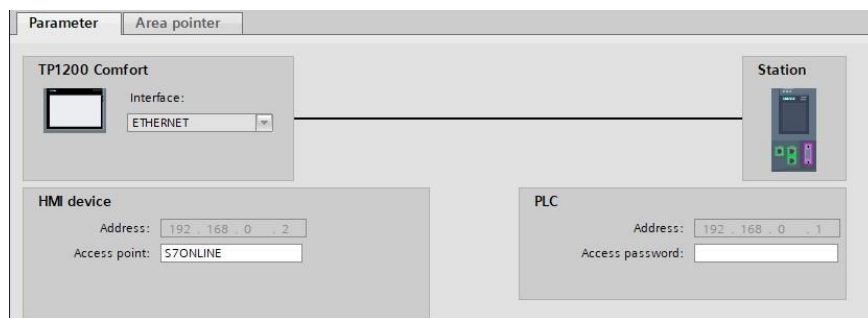 Parameter
Area pointer
TP1200 Comfort
Interface:
ETHERNET
Station
HMI device
Address: 192 . 168 . 0 . 2
Access point: S7ONLINE
PLC
Address: 192 . 168 . 0 . 1
Access password: